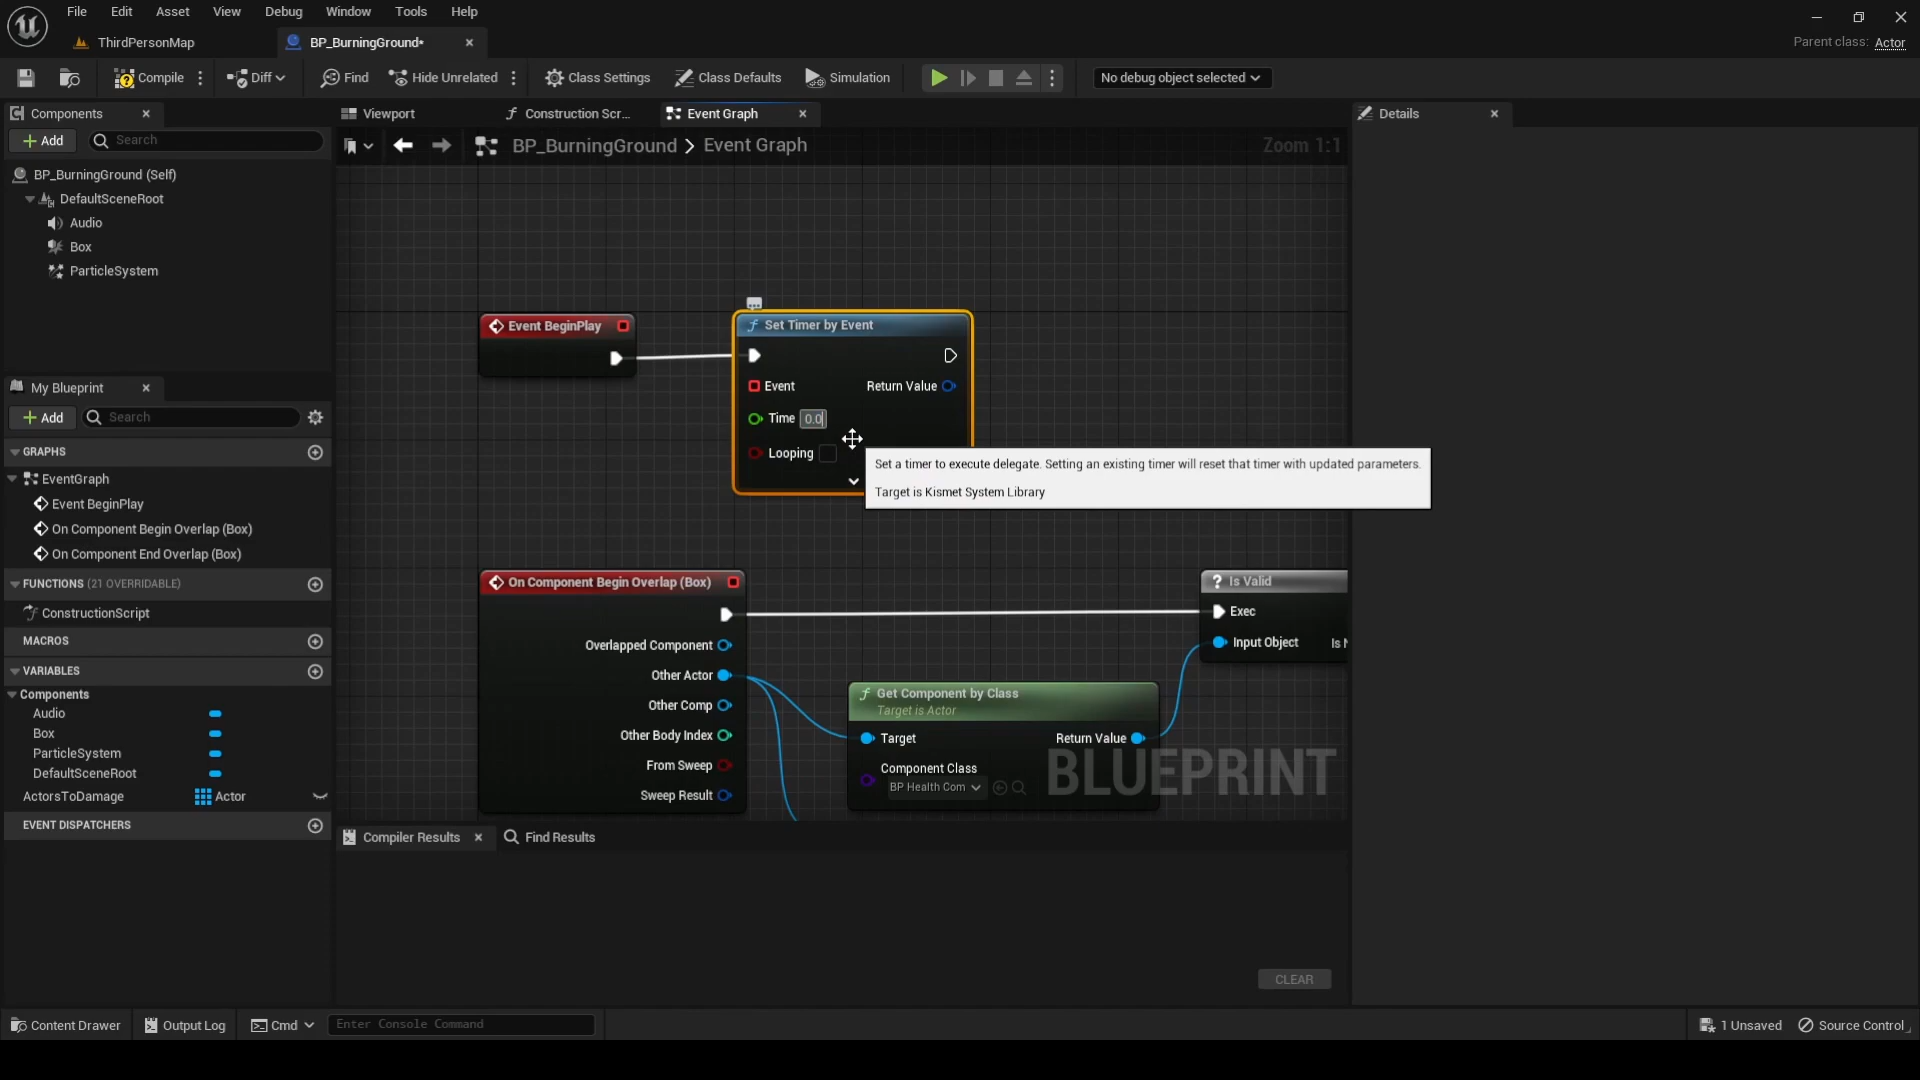 File Edit Asset View Debug Window Tools Help
ThirdPersonMap
BP_BurningGround*
Parent class: Actor
Compile
Diff
Find
Hide Unrelated
Class Settings
Class Defaults
Simulation
No debug object selected
Components
Add
Search
BP_BurningGround (Self)
DefaultSceneRoot
Audio
Box
ParticleSystem
My Blueprint
Add
Search
GRAPHS
EventGraph
Event BeginPlay
On Component Begin Overlap (Box)
On Component End Overlap (Box)
FUNCTIONS (21 OVERRIDABLE)
ConstructionScript
MACROS
VARIABLES
Components
Audio
Box
ParticleSystem
DefaultSceneRoot
ActorsToDamage Actor
EVENT DISPATCHERS
Viewport
Construction Scr...
Event Graph
BP_BurningGround > Event Graph
Zoom 1:1
Event BeginPlay
Set Timer by Event
Event
Return Value
Time 0.0
Looping
Set a timer to execute delegate. Setting an existing timer will reset that timer with updated parameters.
Target is Kismet System Library
On Component Begin Overlap (Box)
Overlapped Component
Other Actor
Other Comp
Other Body Index
From Sweep
Sweep Result
Get Component by Class
Target is Actor
Target
Return Value
Component Class
BP Health Com
? Is Valid
Exec
Input Object
Is N
BLUEPRINT
Details
Compiler Results
Find Results
CLEAR
Content Drawer
Output Log
Cmd
Enter Console Command
1 Unsaved
Source Control